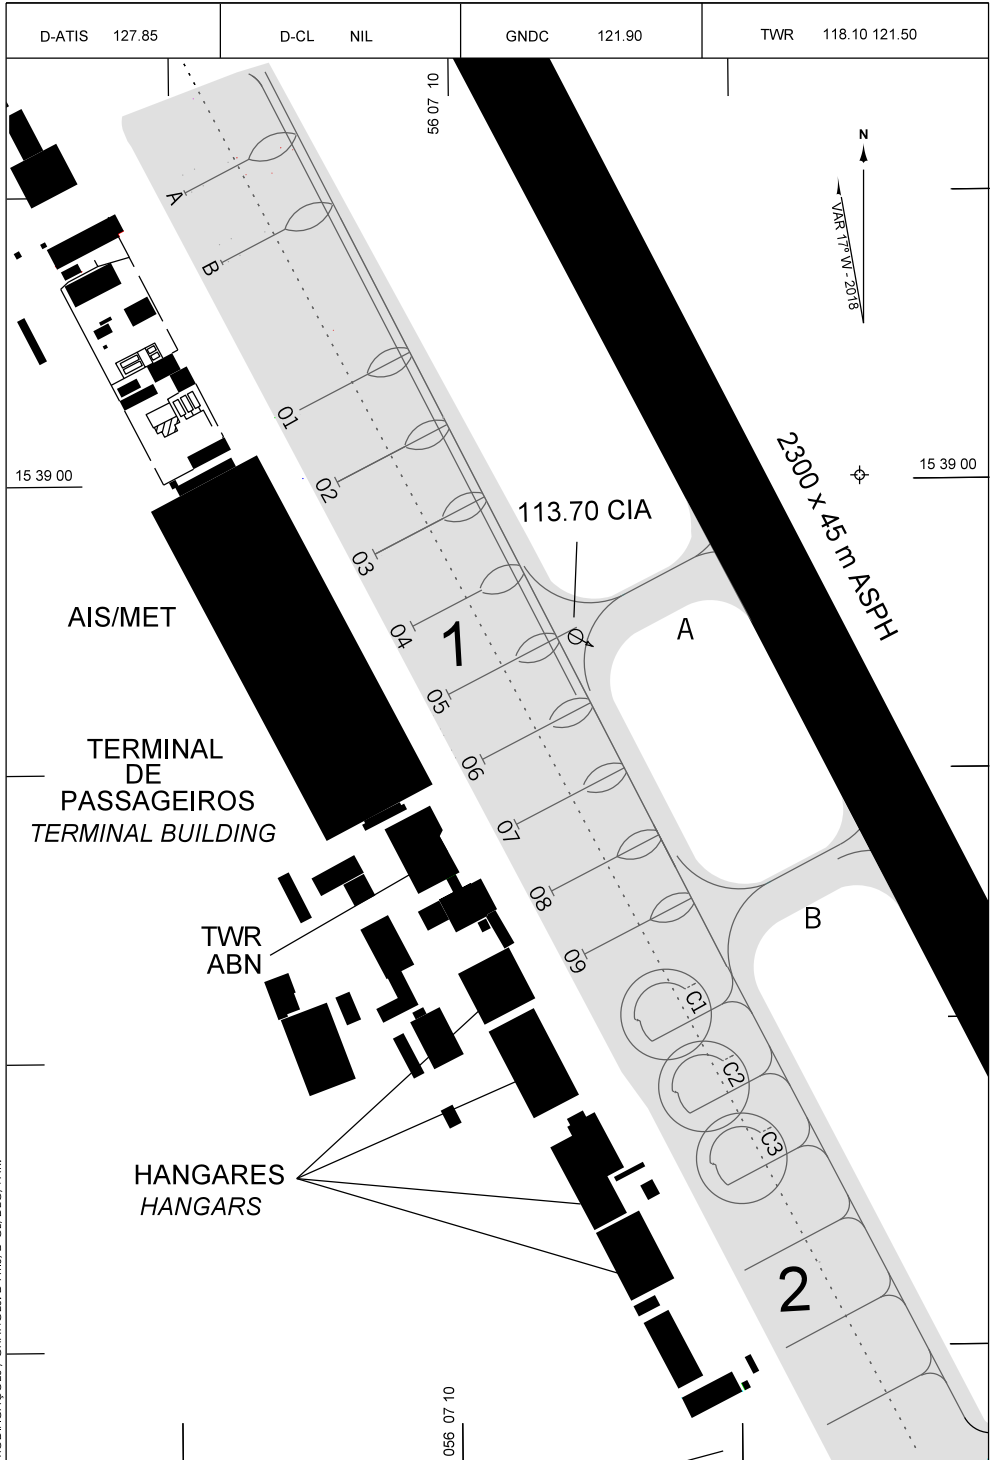 D-ATIS 127.85 D-CL NIL GNDC 121.90 TWR 118.10 121.50
56 07 10
N
VAR 17º W - 2018
A
B
01
02
03
04
05
06
07
08
09
15 39 00
15 39 00
113.70 CIA
2300 x 45 m ASPH
AIS/MET
1
A
TERMINAL
DE
PASSAGEIROS
TERMINAL BUILDING
B
TWR
ABN
C1
C2
C3
HANGARES
HANGARS
2
056 07 10